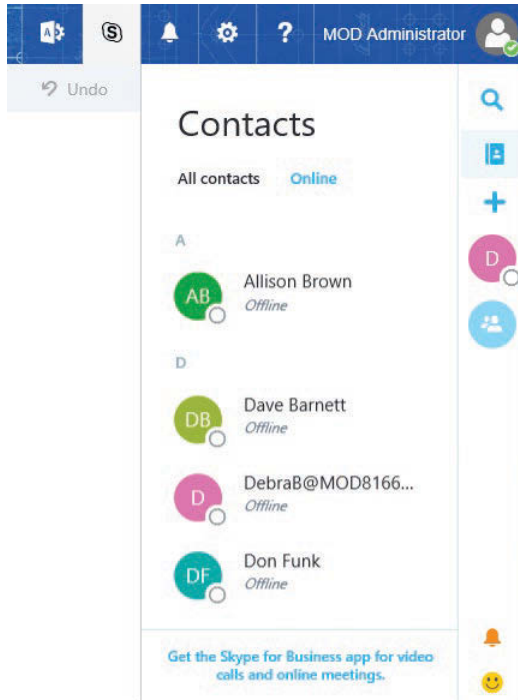 MOD Administrator
Undo
Contacts
All contacts Online
A
AB Allison Brown
Offline
D
DB Dave Barnett
Offline
D DebraB@MOD8166...
Offline
DF Don Funk
Offline
Get the Skype for Business app for video
calls and online meetings.
D